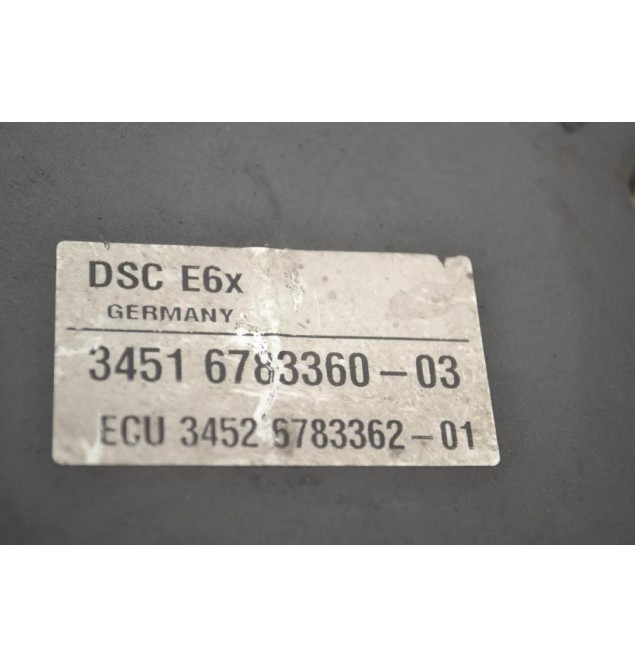 DSC E6x
GERMANY
3451 6783360-03
ECU 3452 6783362-01